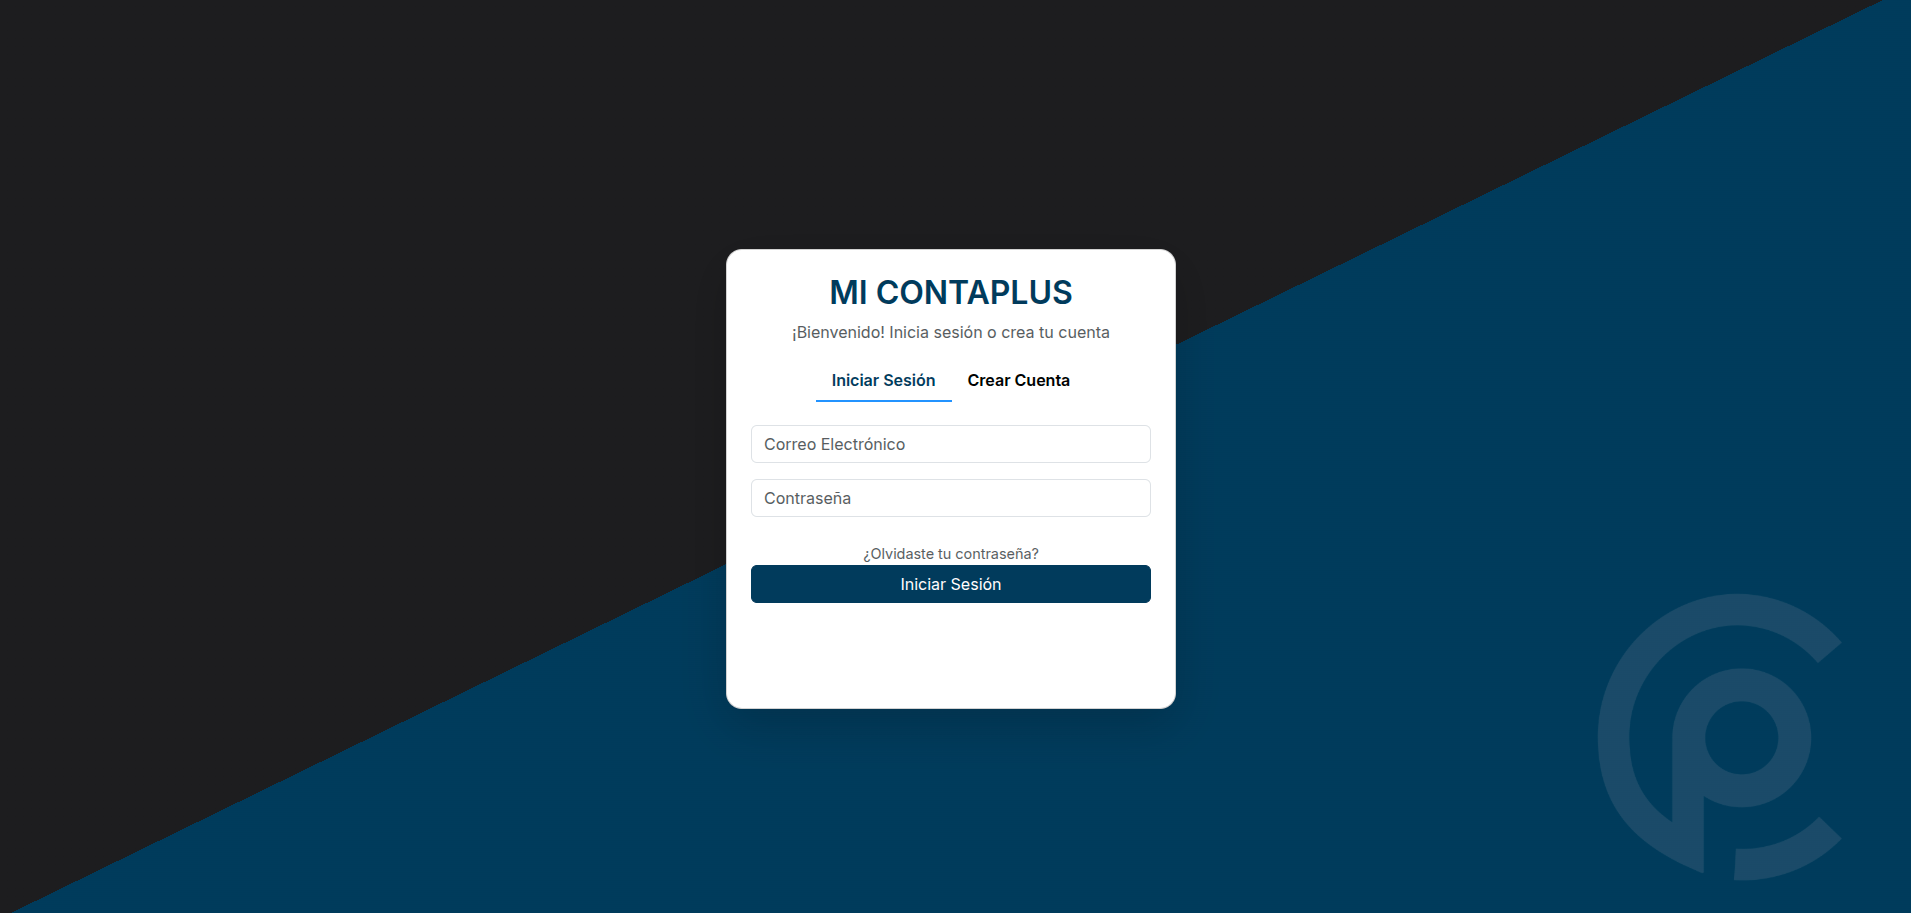 MI CONTAPLUS
¡Bienvenido! Inicia sesión o crea tu cuenta
Iniciar Sesión Crear Cuenta
Correo Electrónico
Contraseña
¿Olvidaste tu contraseña?
Iniciar Sesión